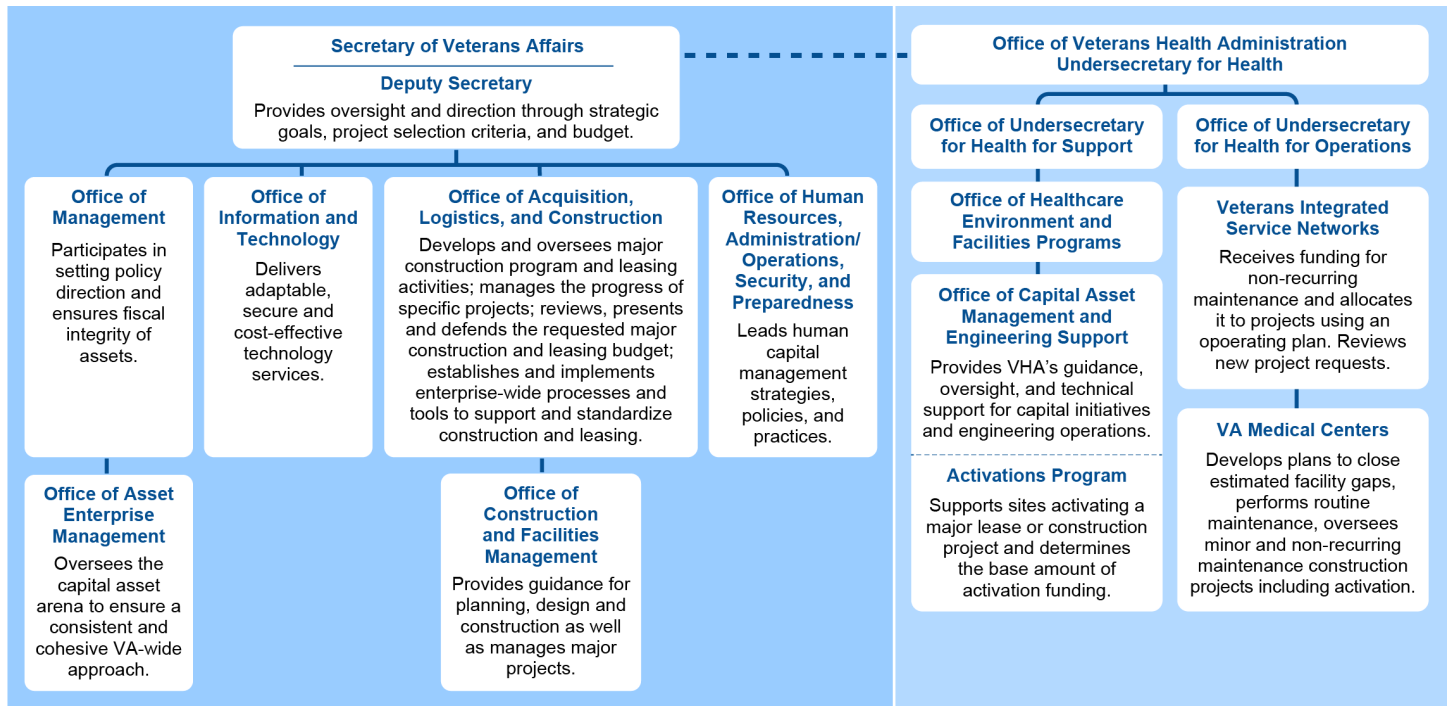 Secretary of Veterans Affairs
Deputy Secretary
Provides oversight and direction through strategic
goals, project selection criteria, and budget.
Office of
Management
Participates in
setting policy
direction and
ensures fiscal
integrity of
assets.
Office of
Information and
Technology
Delivers
adaptable,
secure and
cost-effective
technology
services.
Office of Acquisition,
Logistics, and Construction
Develops and oversees major
construction program and leasing
activities; manages the progress of
specific projects; reviews, presents
and defends the requested major
construction and leasing budget;
establishes and implements
enterprise-wide processes and
tools to support and standardize
construction and leasing.
Office of Human
Resources,
Administration/
Operations,
Security, and
Preparedness
Leads human
capital
management
strategies,
policies, and
practices.
Office of Asset
Enterprise
Management
Oversees the
capital asset
arena to ensure a
consistent and
cohesive VA-wide
approach.
Office of
Construction
and Facilities
Management
Provides guidance for
planning, design and
construction as well
as manages major
projects.
Office of Veterans Health Administration
Undersecretary for Health
Office of Undersecretary
for Health for Support
Office of Healthcare
Environment and
Facilities Programs
Office of Capital Asset
Management and
Engineering Support
Provides VHA's guidance,
oversight, and technical
support for capital initiatives
and engineering operations.
Activations Program
Supports sites activating a
major lease or construction
project and determines
the base amount of
activation funding.
Office of Undersecretary
for Health for Operations
Veterans Integrated
Service Networks
Receives funding for
non-recurring
maintenance and allocates
it to projects using an
opoerating plan. Reviews
new project requests.
VA Medical Centers
Develops plans to close
estimated facility gaps,
performs routine
maintenance, oversees
minor and non-recurring
maintenance construction
projects including activation.